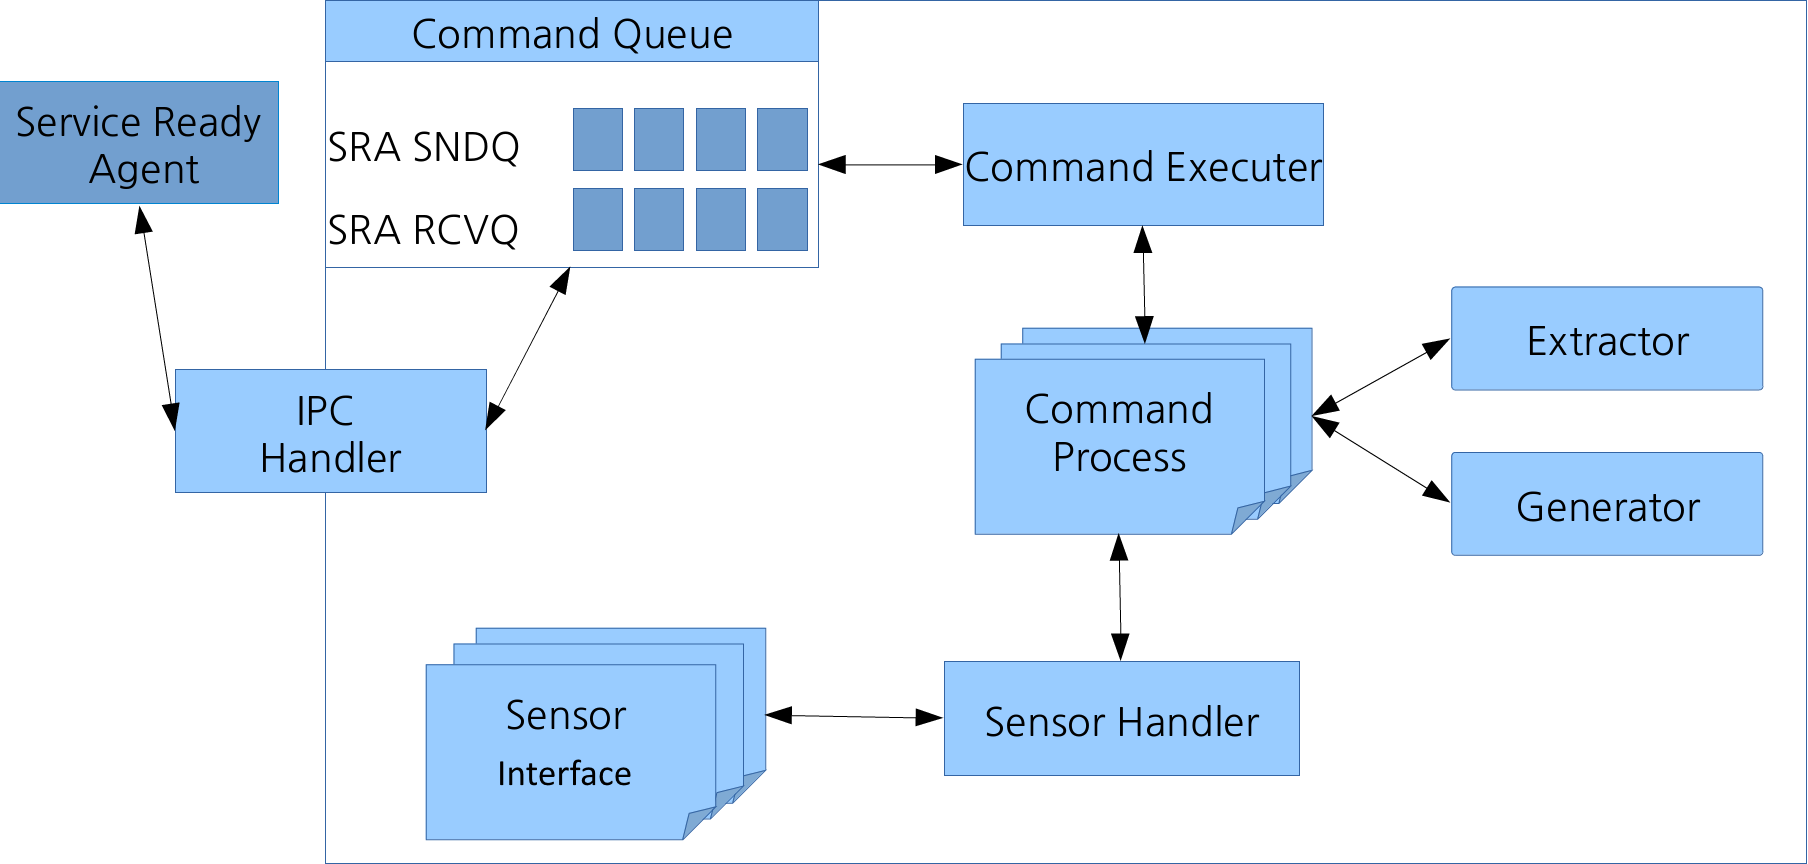 Command Queue
Service Ready
Agent
SRA SNDQ
SRA RCVQ
Command Executer
IPC
Handler
Command
Process
Extractor
Generator
Sensor
Interface
Sensor Handler